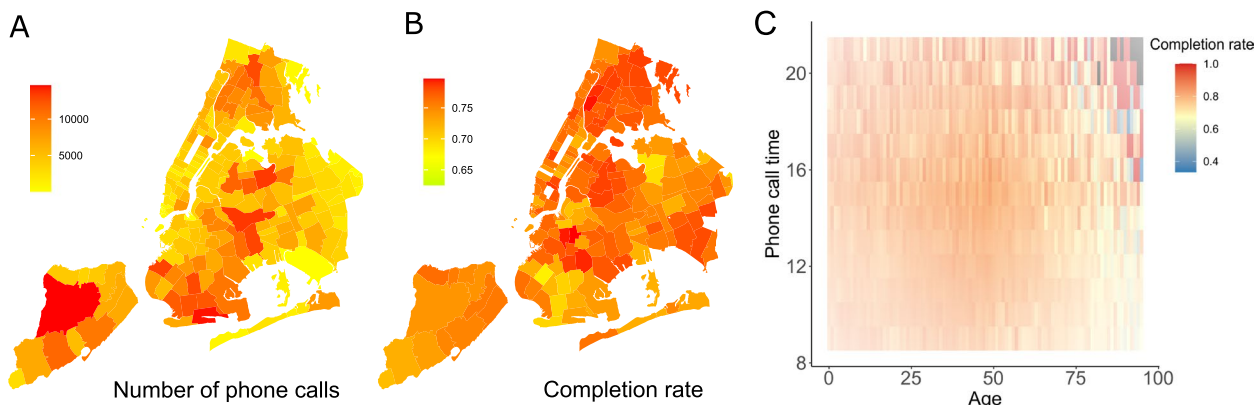 A
10000
5000
Number of phone calls
B
0.75
0.70
0.65
Completion rate
C
Phone call time
20
16
12
8
0
25
50
75
100
Age
Completion rate
1.0
0.8
0.6
0.4